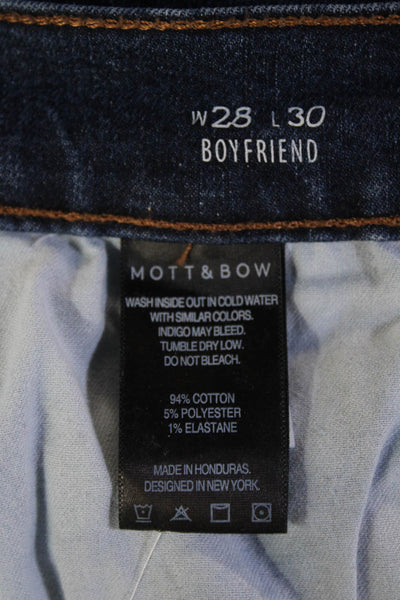 W28 L30
BOYFRIEND
MOTT & BOW
WASH INSIDE OUT IN COLD WATER
WITH SIMILAR COLORS.
INDIGO MAY BLEED.
TUMBLE DRY LOW.
DO NOT BLEACH.
94% COTTON
5% POLYESTER
1% ELASTANE
MADE IN HONDURAS.
DESIGNED IN NEW YORK.